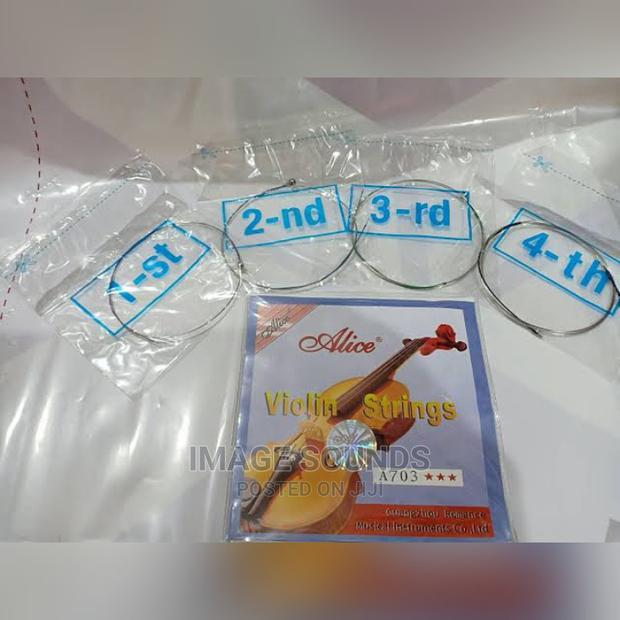 1-st
2-nd
3-rd
4-th
Alice
Alice®
Violin Strings
IMAGE SOUNDS
POSTED ON JIJI
A703 ★★★
Guangzhou Romance
Musical Instruments Co.,Ltd